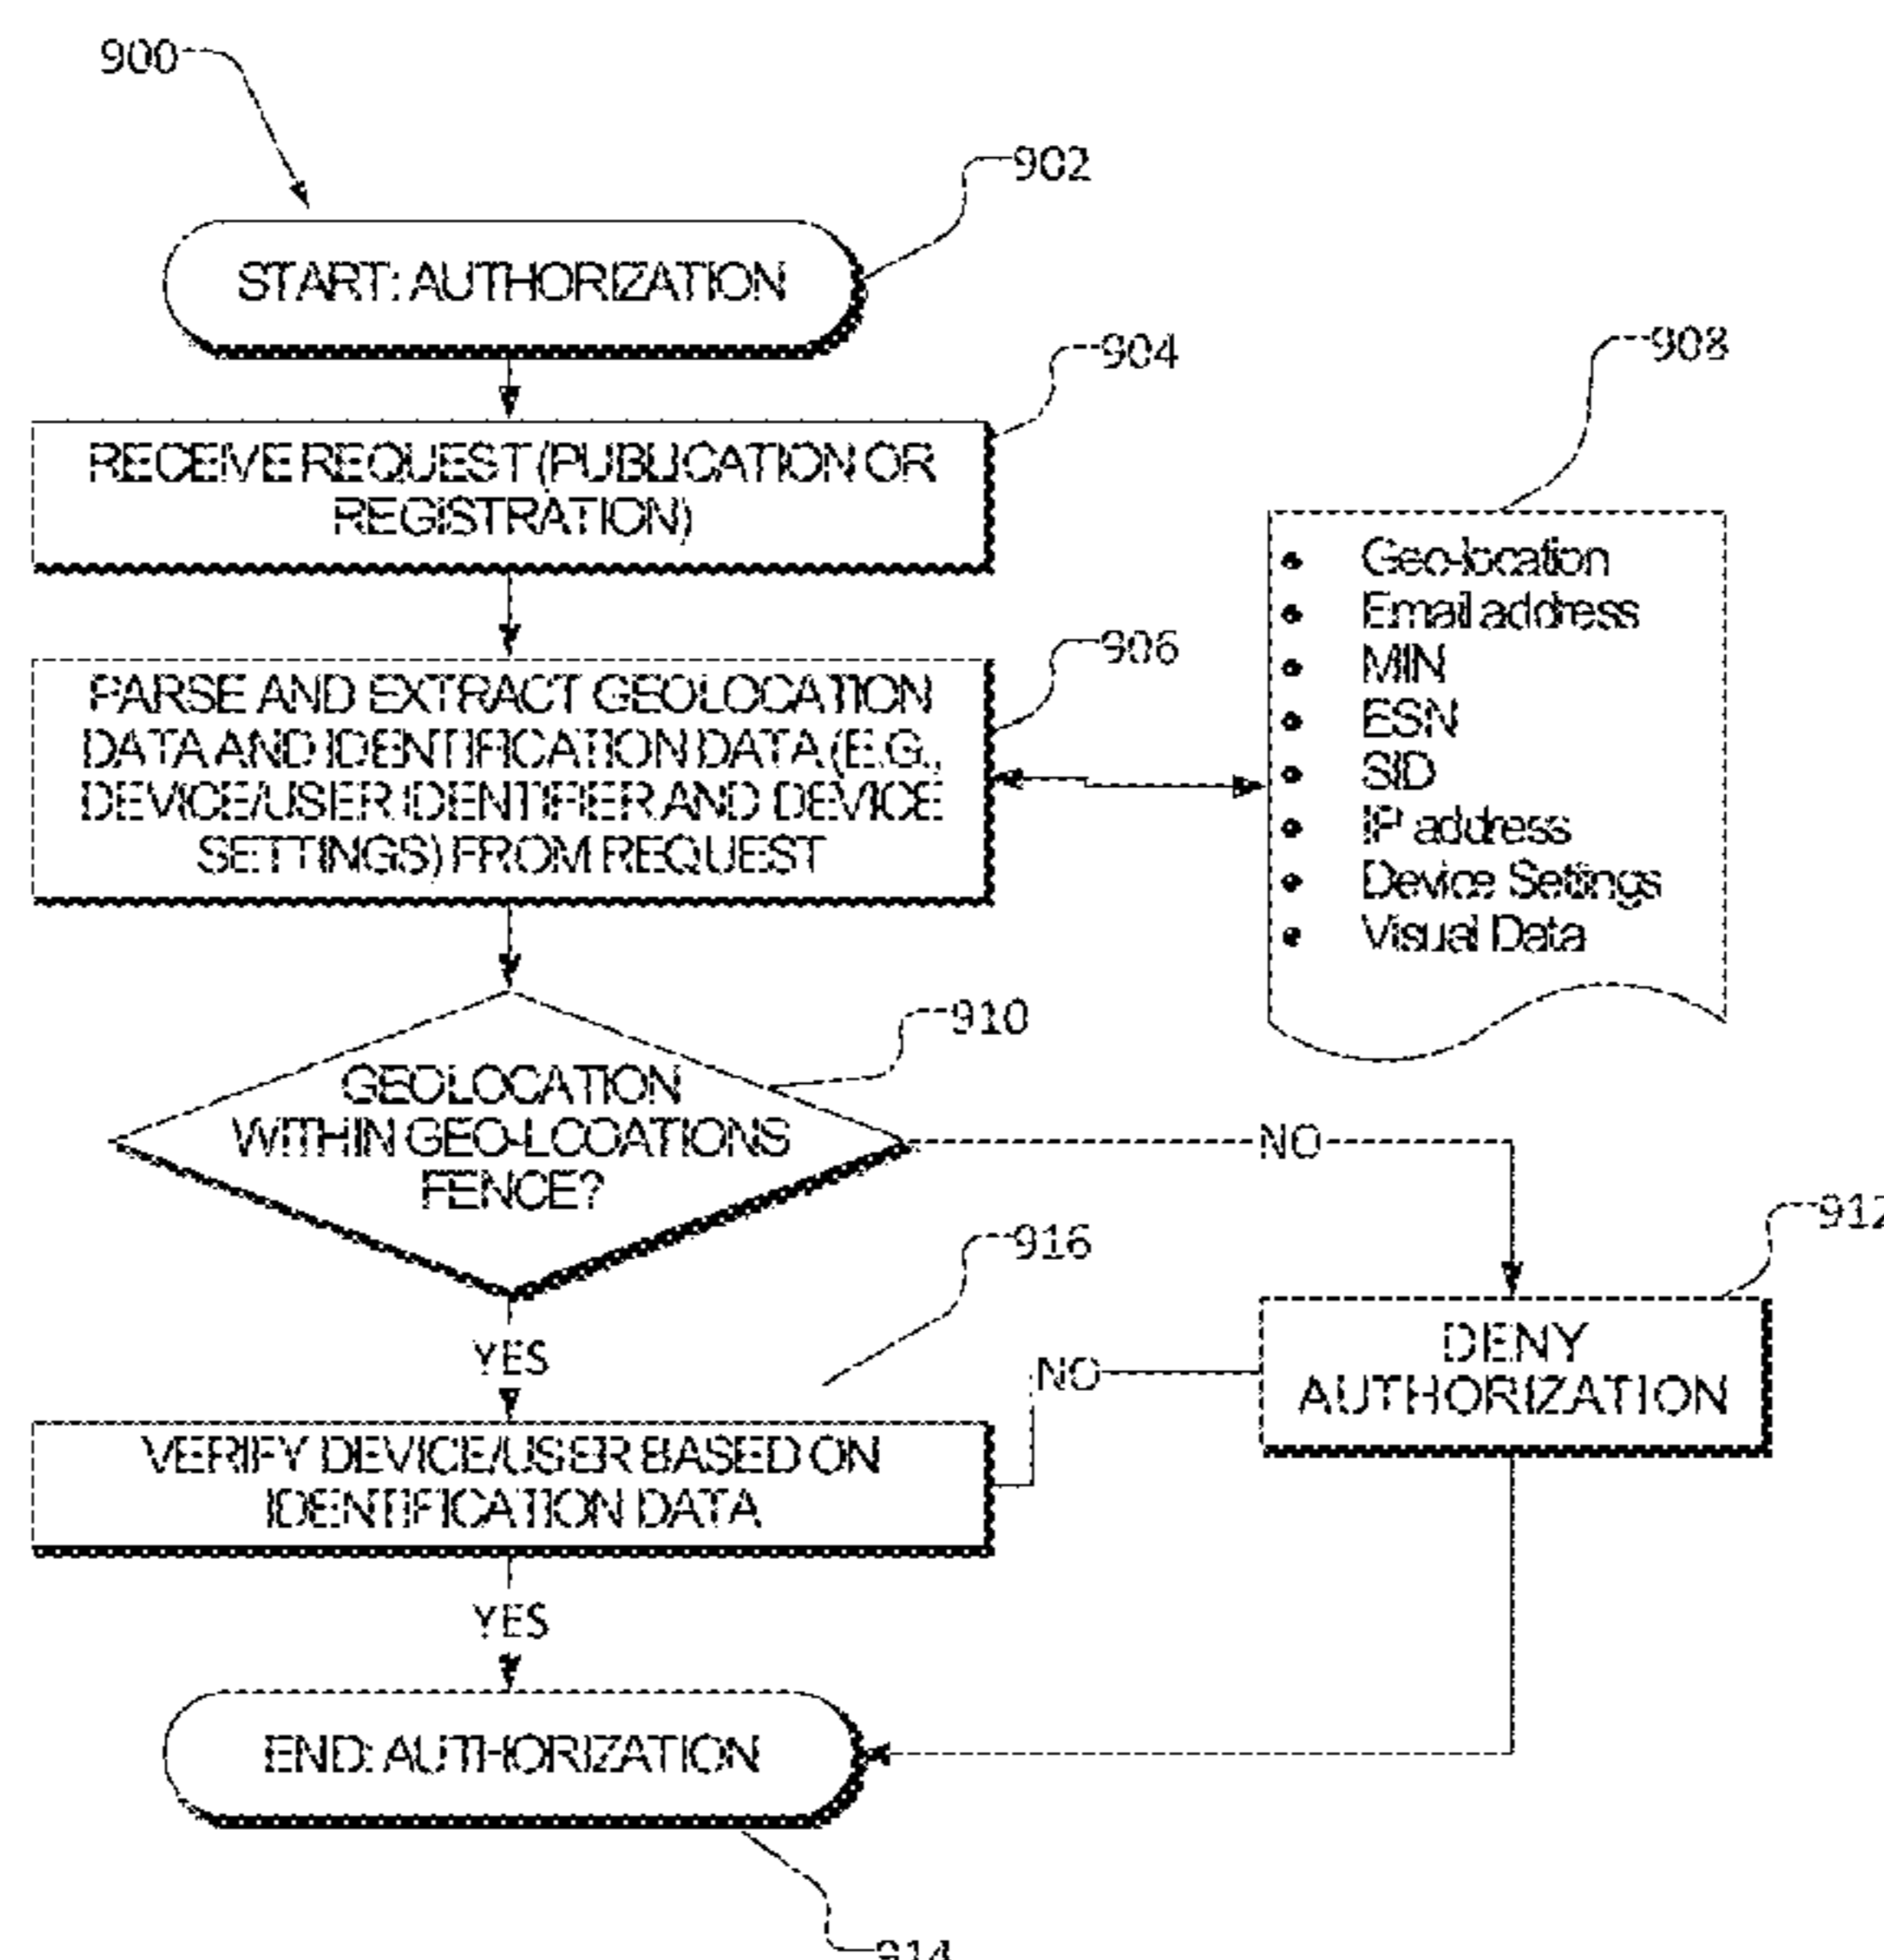 900
902
START: AUTHORIZATION
904
RECEIVE REQUEST (PUBLICATION OR
REGISTRATION)
908
906
PARSE AND EXTRACT GEOLOCATION
DATA AND IDENTIFICATION DATA (E.G.,
DEVICE/USER IDENTIFIER AND DEVICE
SETTINGS) FROM REQUEST
• Geo-location
• Email address
• MIN
• ESN
• SID
• IP address
• Device Settings
• Visual Data
910
GEOLOCATION
WITHIN GEO-LOCATIONS
FENCE?
NO
912
916
YES
DENY
AUTHORIZATION
NO
VERIFY DEVICE/USER BASED ON
IDENTIFICATION DATA
YES
END: AUTHORIZATION
914